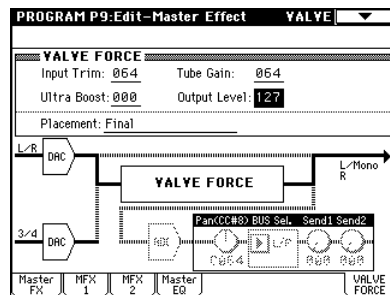 PROGRAM P9:Edit-Master Effect VALVE
VALVE FORCE
Input Trim: 064 Tube Gain: 064
Ultra Boost: 000 Output Level: 127
Placement: Final
L/R DAC
L/Mono
R
VALVE FORCE
Pan(CC#8) BUS Sel. Send1 Send2
3/4 DAC ADC L/R
C064 000 000
Master FX MFX 1 MFX 2 Master EQ VALVE FORCE